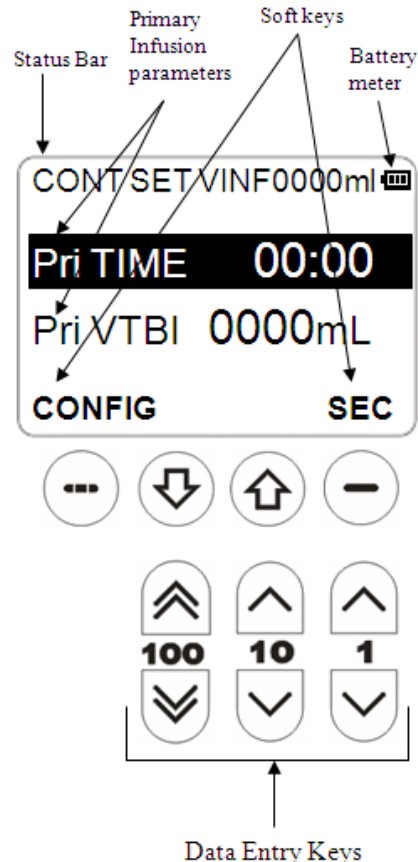 Status Bar
Primary
Infusion
parameters
Soft keys
Battery
meter
CONT SET VINF0000ml
Pri TIME 00:00
Pri VTBI 0000mL
CONFIG SEC
100 10 1
Data Entry Keys